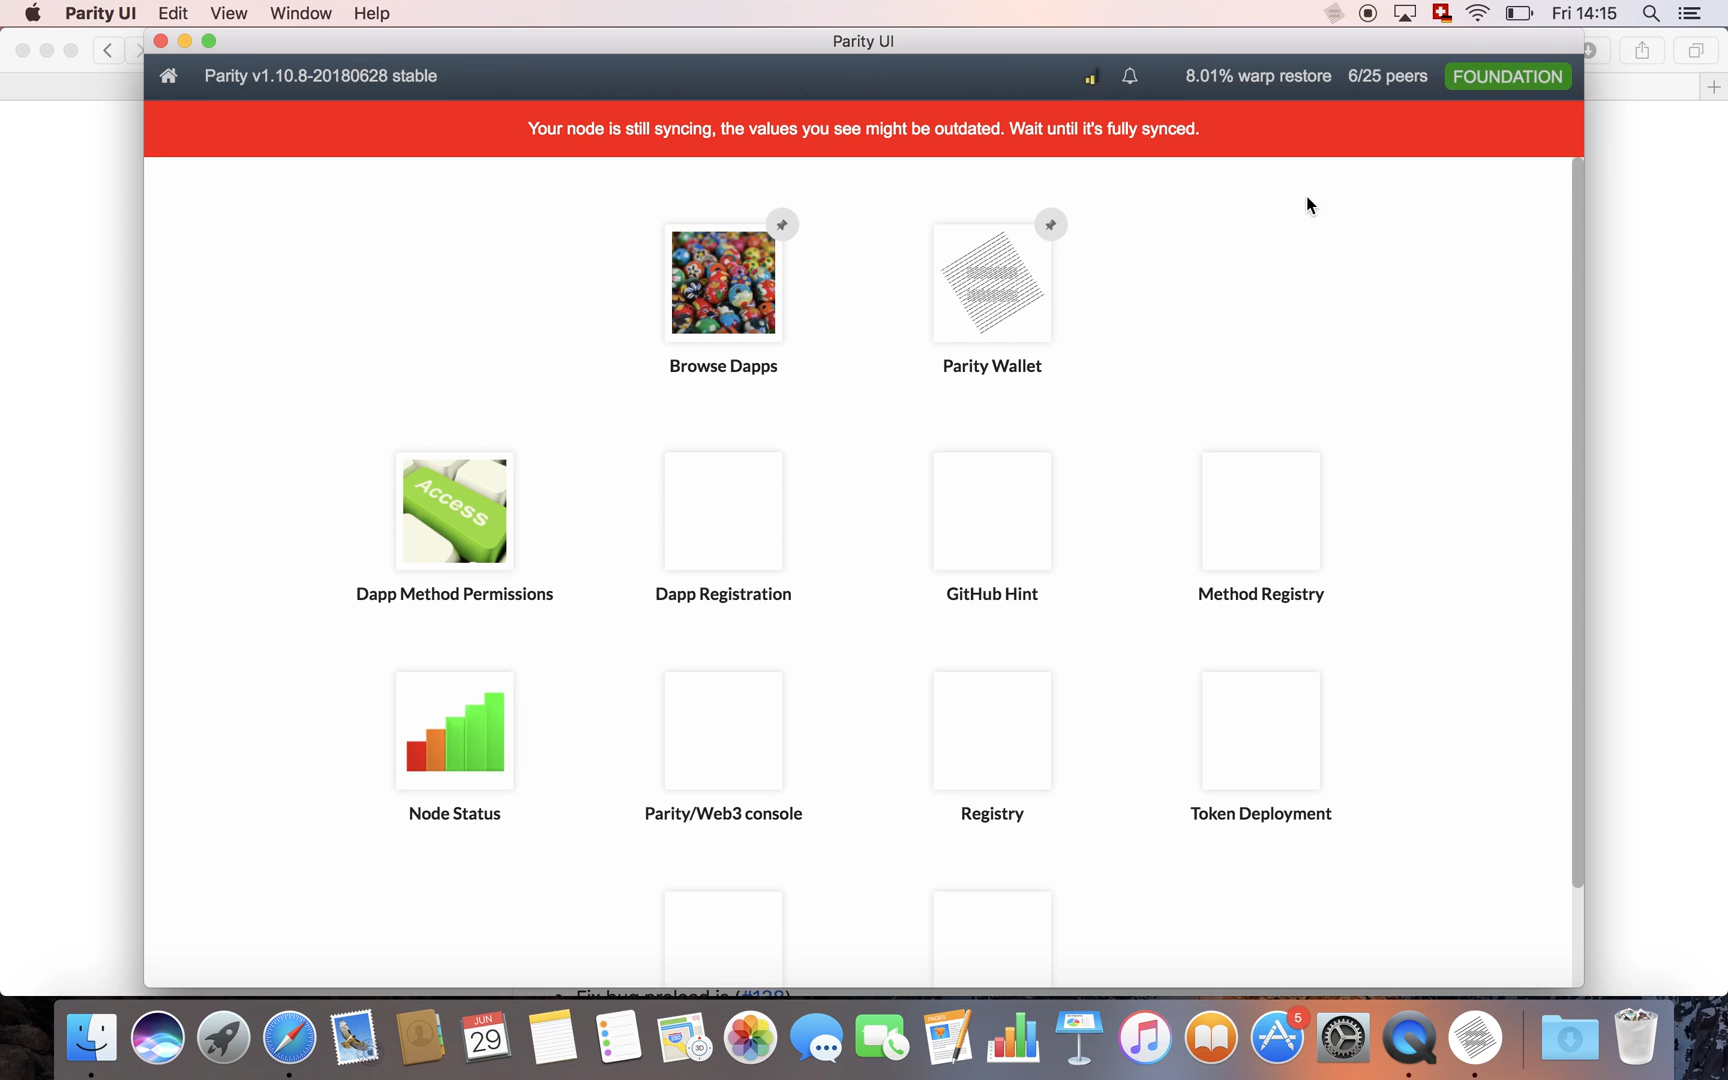 Parity UI Edit View Window Help Fri 14:15
Parity UI
Parity v1.10.8-20180628 stable 8.01% warp restore 6/25 peers FOUNDATION
Your node is still syncing, the values you see might be outdated. Wait until it's fully synced.
Browse Dapps Parity Wallet
Access
Dapp Method Permissions Dapp Registration GitHub Hint Method Registry
Node Status Parity/Web3 console Registry Token Deployment
JUN
29
3D
PAGES
5